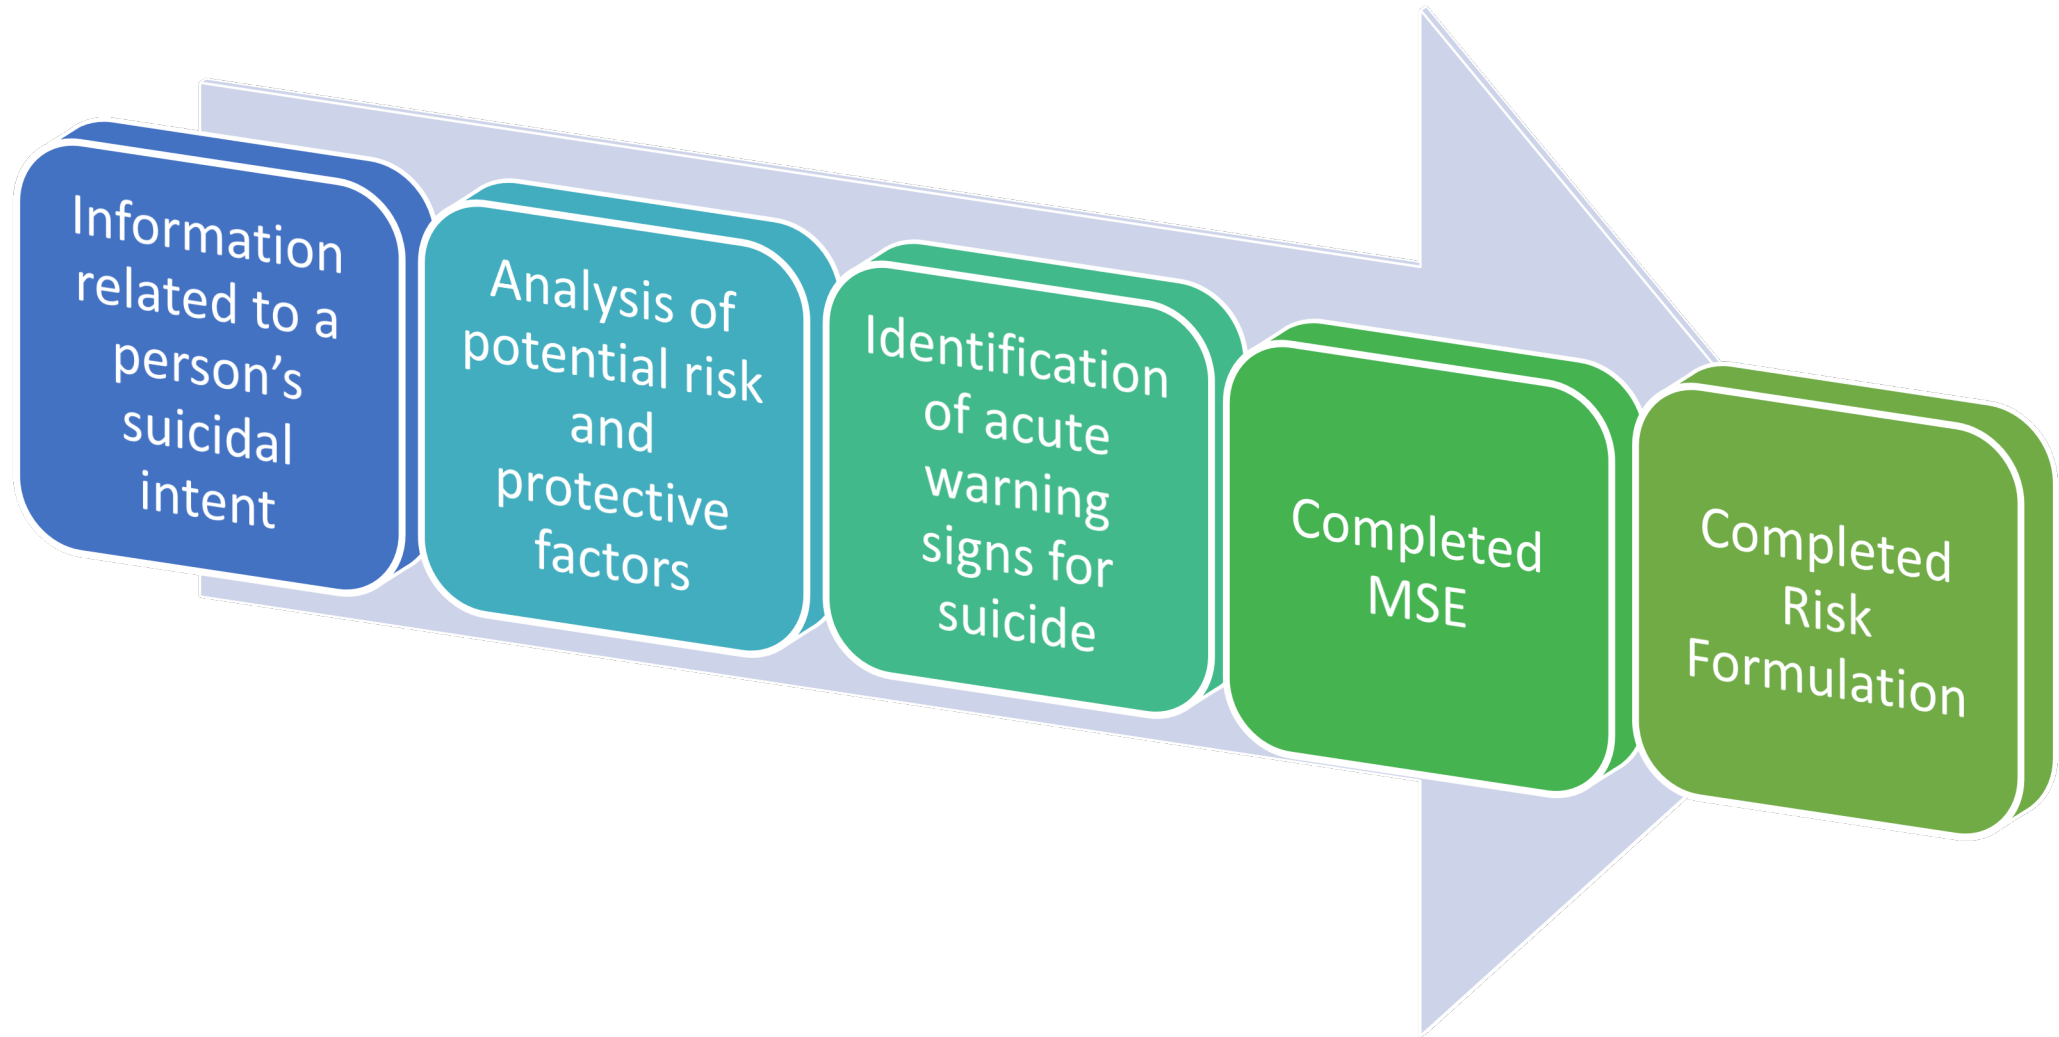 Information
related to a
person’s
suicidal
intent
Analysis of
potential risk
and
protective
factors
Identification
of acute
warning
signs for
suicide
Completed
MSE
Completed
Risk
Formulation